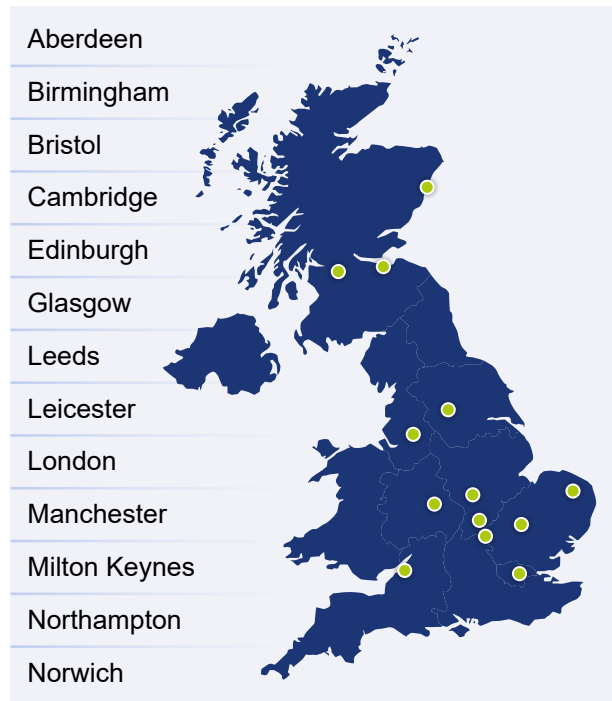 Aberdeen
Birmingham
Bristol
Cambridge
Edinburgh
Glasgow
Leeds
Leicester
London
Manchester
Milton Keynes
Northampton
Norwich